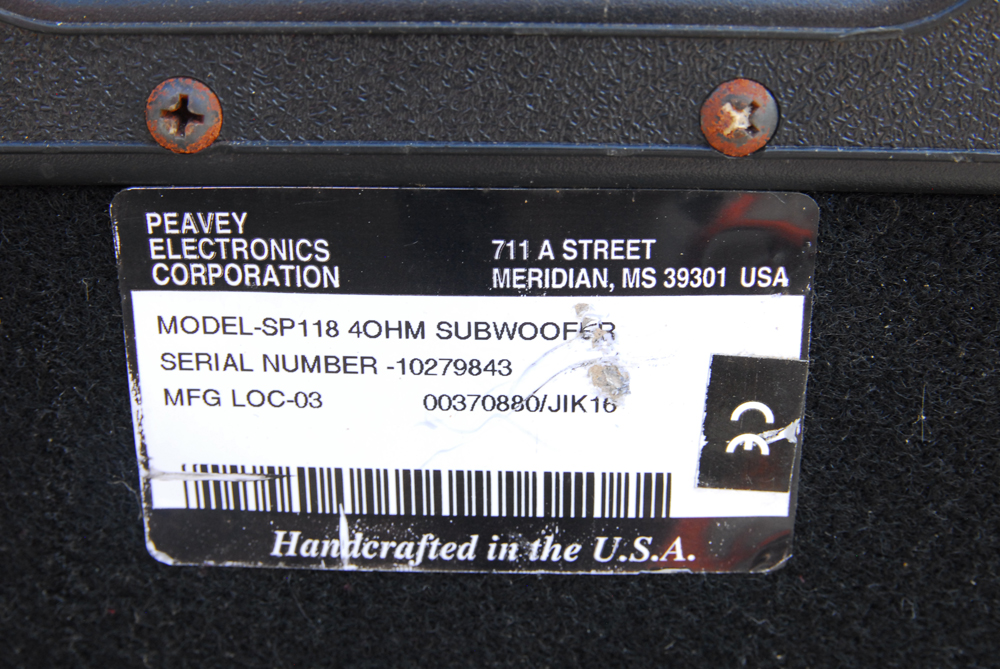 PEAVEY
ELECTRONICS
CORPORATION
711 A STREET
MERIDIAN, MS 39301 USA
MODEL-SP118 4OHM SUBWOOFER
SERIAL NUMBER -10279843
MFG LOC-03 00370880/JIK16
CE
Handcrafted in the U.S.A.